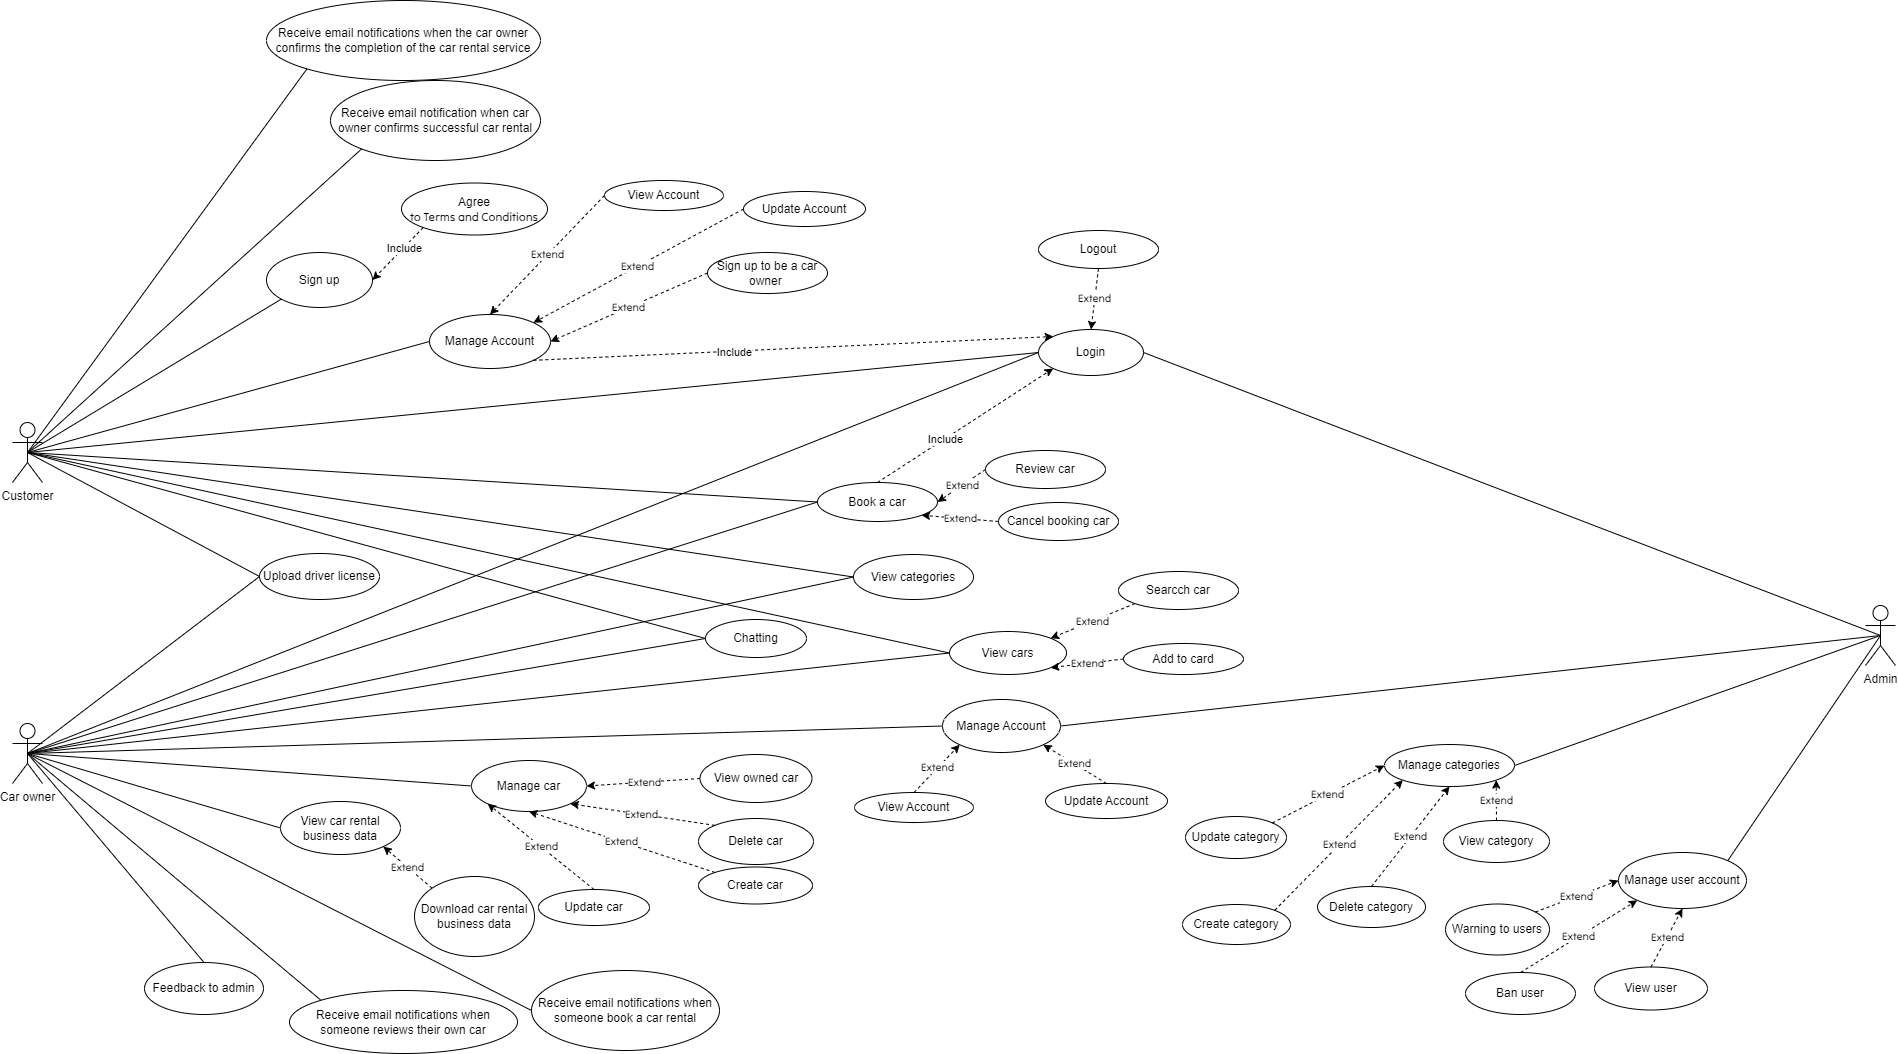 Receive email notifications when the car owner
confirms the completion of the car rental service
Receive email notification when car
owner confirms successful car rental
Agree
to Terms and Conditions
View Account
Update Account
Include
Extend
Extend
Sign up to be a car
owner
Logout
Sign up
Extend
Extend
Manage Account
Include
Login
Include
Customer
Book a car
Extend
Review car
Extend
Cancel booking car
Upload driver license
View categories
Searcch car
Extend
Chatting
View cars
Extend
Add to card
Admin
Manage Account
Car owner
Manage car
Extend
View owned car
Extend
Extend
View Account
Update Account
Manage categories
Extend
Extend
Update category
Extend
Extend
View category
View car rental
business data
Extend
Extend
Extend
Delete car
Extend
Create car
Update car
Download car rental
business data
Create category
Delete category
Manage user account
Extend
Warning to users
Extend
Extend
Ban user
View user
Feedback to admin
Receive email notifications when
someone reviews their own car
Receive email notifications when
someone book a car rental